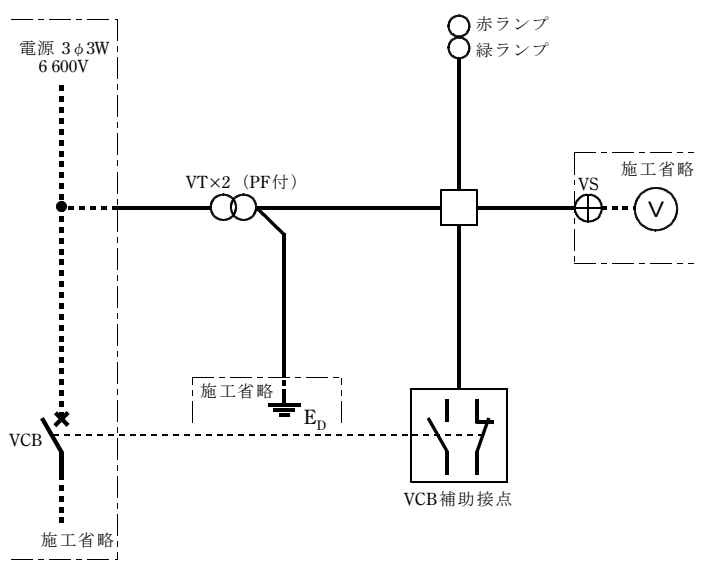 赤ランプ
緑ランプ
電源 3φ3W
6 600V
VT×2（PF付）
施工省略
VS
V
施工省略
E_D
VCB
VCB補助接点
施工省略